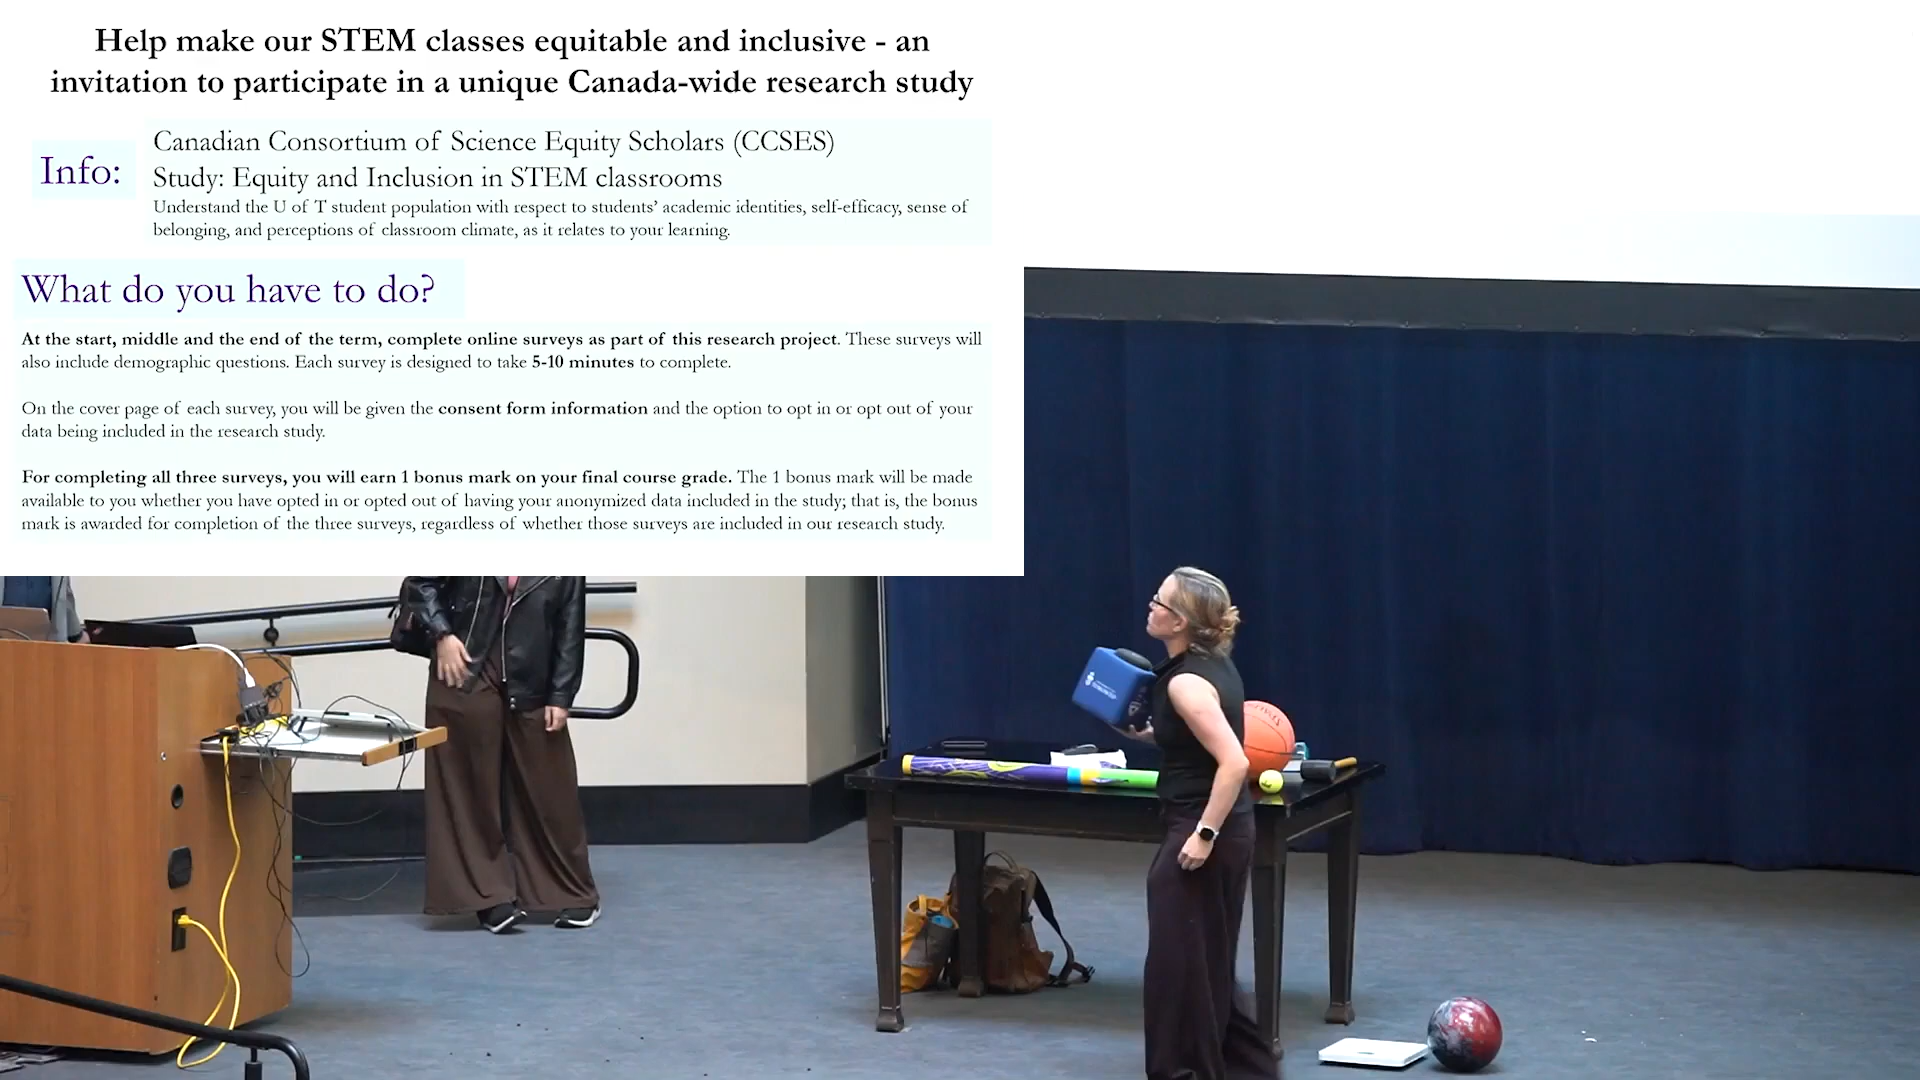 Help make our STEM classes equitable and inclusive - an
invitation to participate in a unique Canada-wide research study
Info:
Canadian Consortium of Science Equity Scholars (CCSES)
Study: Equity and Inclusion in STEM classrooms
Understand the U of T student population with respect to students’ academic identities, self-efficacy, sense of
belonging, and perceptions of classroom climate, as it relates to your learning.
What do you have to do?
At the start, middle and the end of the term, complete online surveys as part of this research project. These surveys will
also include demographic questions. Each survey is designed to take 5-10 minutes to complete.
On the cover page of each survey, you will be given the consent form information and the option to opt in or opt out of your
data being included in the research study.
For completing all three surveys, you will earn 1 bonus mark on your final course grade. The 1 bonus mark will be made
available to you whether you have opted in or opted out of having your anonymized data included in the study; that is, the bonus
mark is awarded for completion of the three surveys, regardless of whether those surveys are included in our research study.